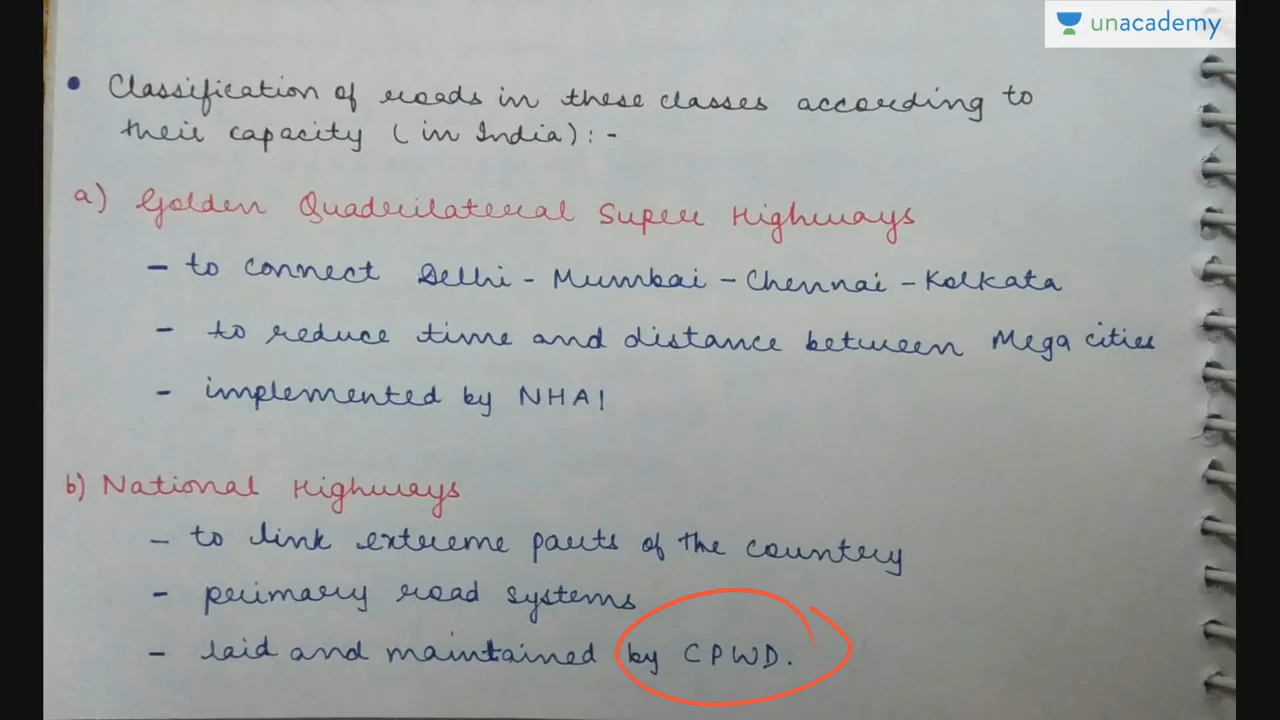 unacademy
• Classification of roads in these classes according to
their capacity (in India):-
a) Golden Quadrilateral Super Highways
- to connect Delhi - Mumbai - Chennai - Kolkata
- to reduce time and distance between Mega cities
- implemented by NHAI
b) National Highways
- to link extreme parts of the country
- primary road systems
- laid and maintained by CPWD.